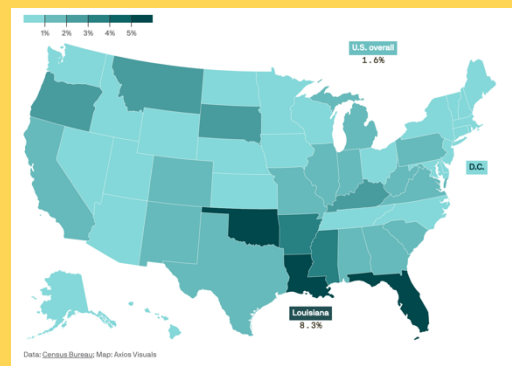 1% 2% 3% 4% 5%
U.S. overall
1.6%
D.C.
Louisiana
8.3%
Data: Census Bureau; Map: Axios Visuals